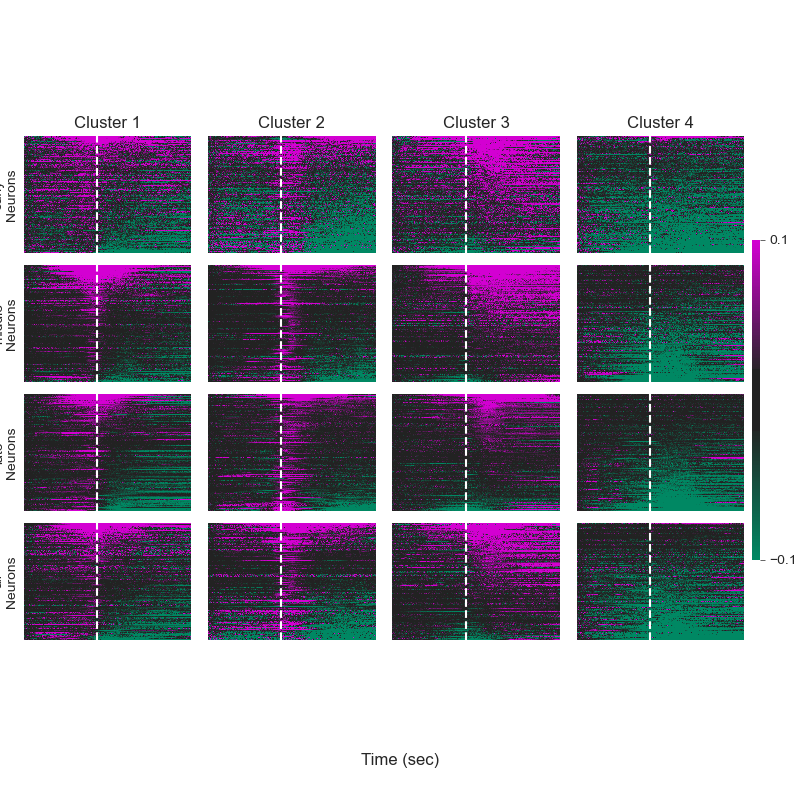 Cluster 1
Cluster 2
Cluster 3
Cluster 4
Neurons
Neurons
Neurons
Neurons
0.1
−0.1
Time (sec)